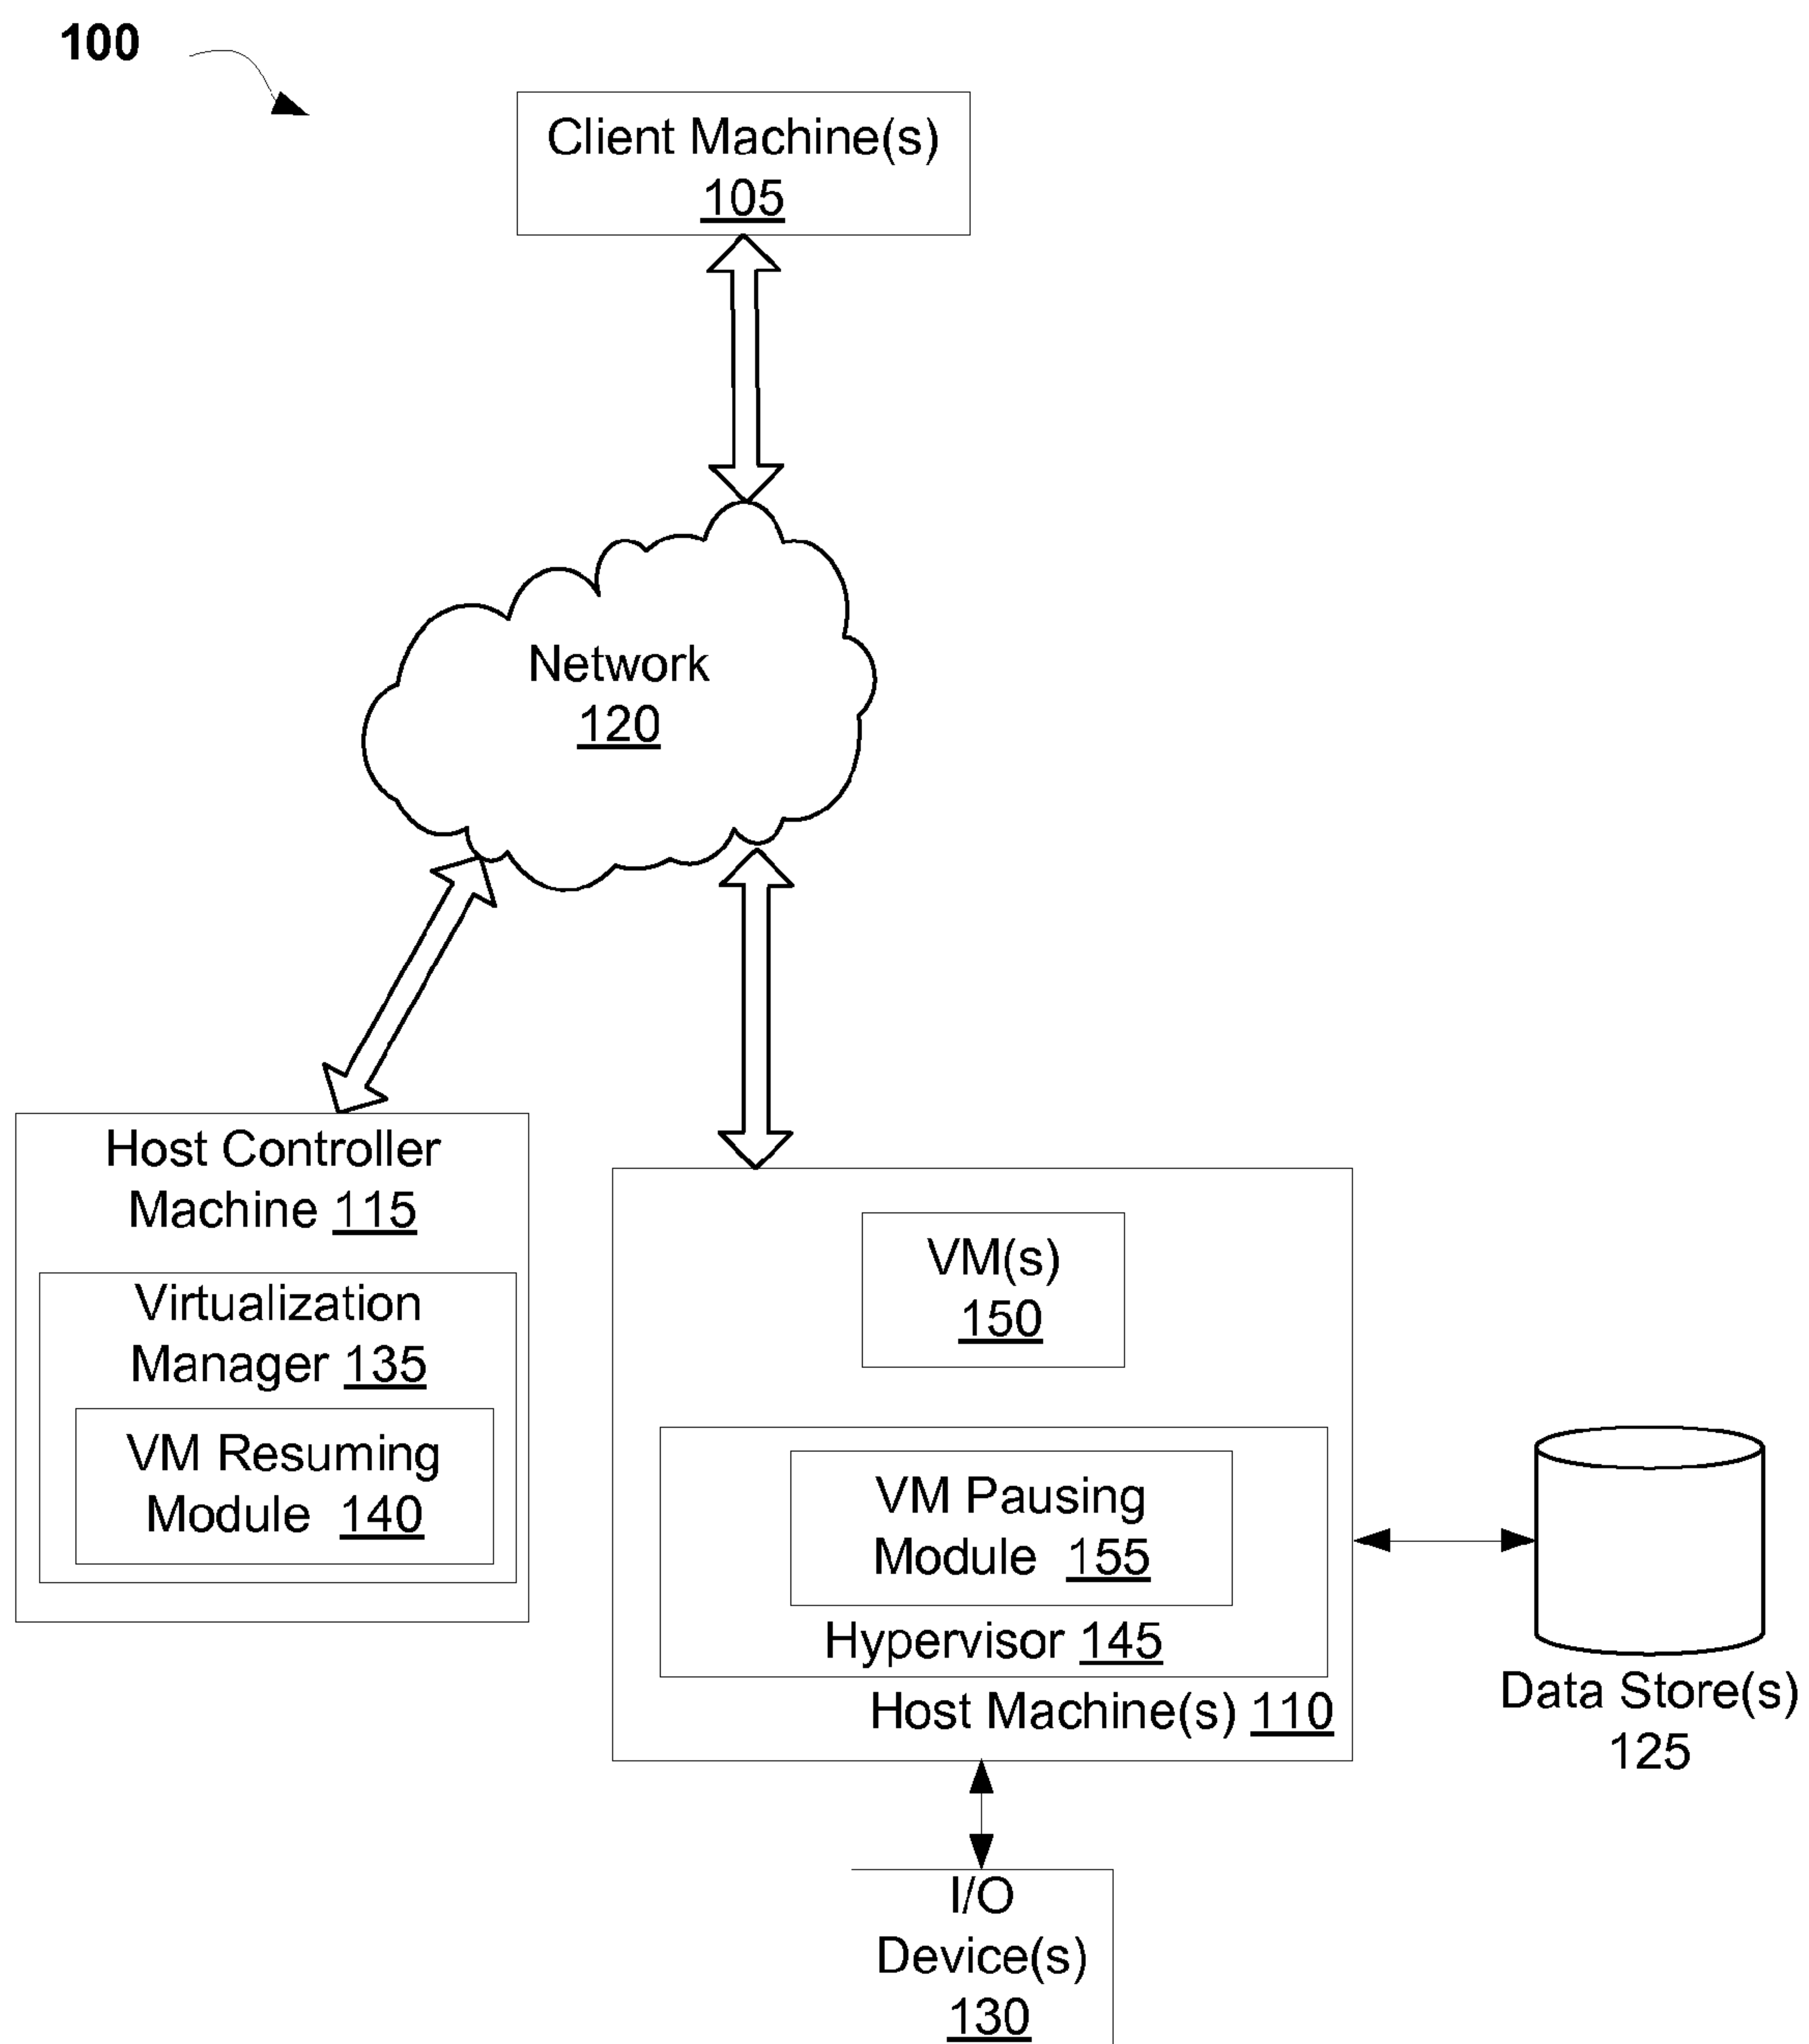 100
Client Machine(s)
105
Network
120
Host Controller
Machine 115
Virtualization
Manager 135
VM Resuming
Module 140
VM(s)
150
VM Pausing
Module 155
Hypervisor 145
Host Machine(s) 110
Data Store(s)
125
I/O
Device(s)
130